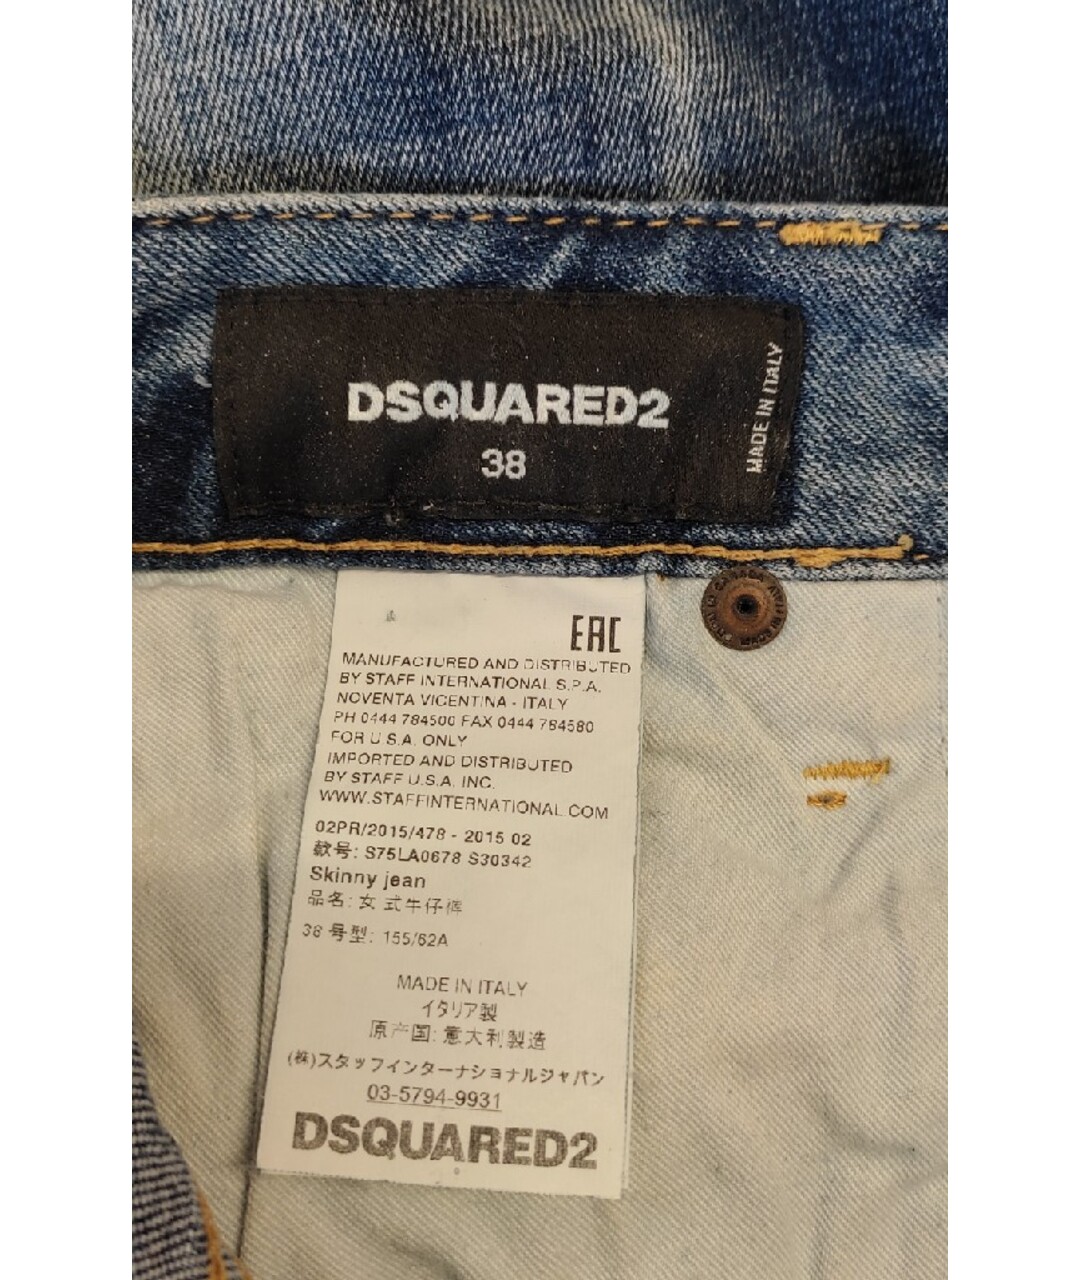 DSQUARED2
38
MADE IN ITALY
EAC
MANUFACTURED AND DISTRIBUTED
BY STAFF INTERNATIONAL S.P.A.
NOVENTA VICENTINA - ITALY
PH 0444 784500 FAX 0444 784580
FOR U.S.A. ONLY
IMPORTED AND DISTRIBUTED
BY STAFF U.S.A. INC.
WWW.STAFFINTERNATIONAL.COM
02PR/2015/478 - 2015 02
款号: S75LA0678 S30342
Skinny jean
品名: 女式牛仔裤
38 号型: 155/62A
MADE IN ITALY
イタリア製
原产国: 意大利製造
(株)スタッフインターナショナルジャパン
03-5794-9931
DSQUARED2
MADE IN ITALY